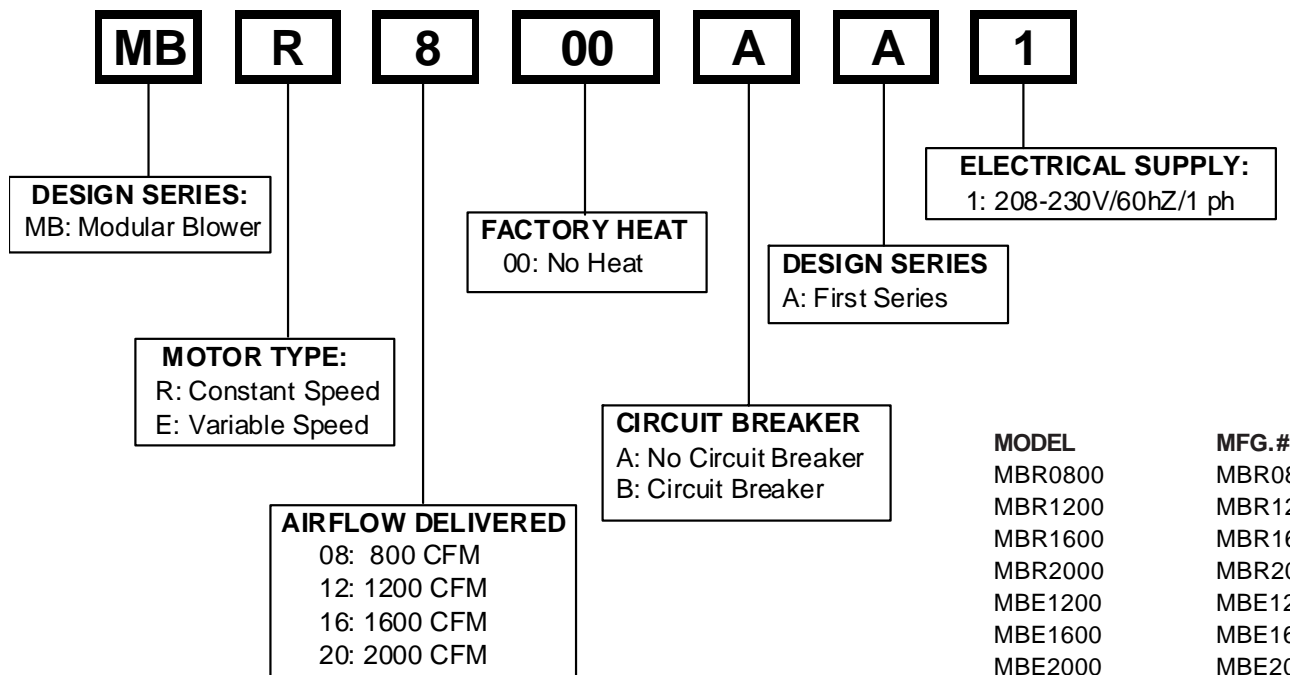 MB R 8 00 A A 1
DESIGN SERIES:
MB: Modular Blower
MOTOR TYPE:
R: Constant Speed
E: Variable Speed
AIRFLOW DELIVERED
08: 800 CFM
12: 1200 CFM
16: 1600 CFM
20: 2000 CFM
FACTORY HEAT
00: No Heat
CIRCUIT BREAKER
A: No Circuit Breaker
B: Circuit Breaker
DESIGN SERIES
A: First Series
ELECTRICAL SUPPLY:
1: 208-230V/60hZ/1 ph
MODEL MFG.#
MBR0800
MBR1200
MBR1600
MBR2000
MBE1200
MBE1600
MBE2000